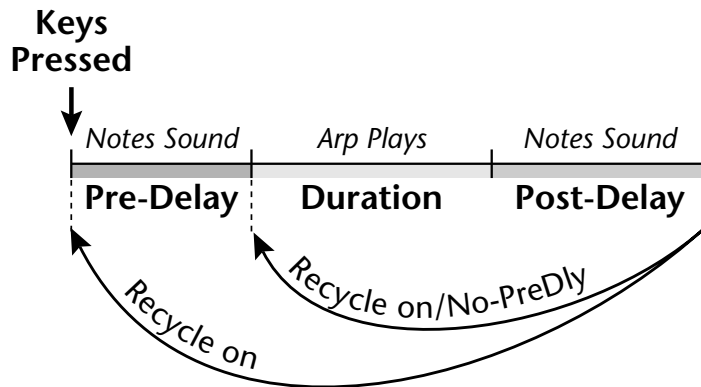 Keys
Pressed
Notes Sound Arp Plays Notes Sound
Pre-Delay Duration Post-Delay
Recycle on/No-PreDly
Recycle on